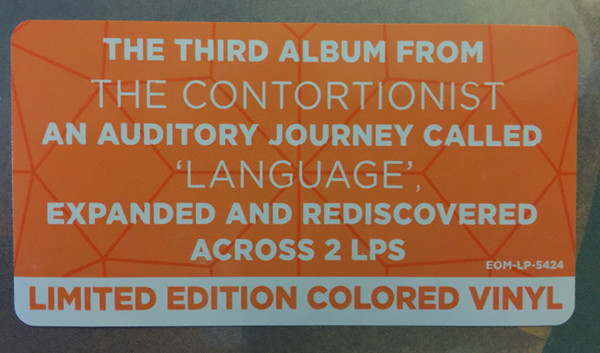 THE THIRD ALBUM FROM
THE CONTORTIONIST
AN AUDITORY JOURNEY CALLED
'LANGUAGE',
EXPANDED AND REDISCOVERED
ACROSS 2 LPS
EOM-LP-5424
LIMITED EDITION COLORED VINYL